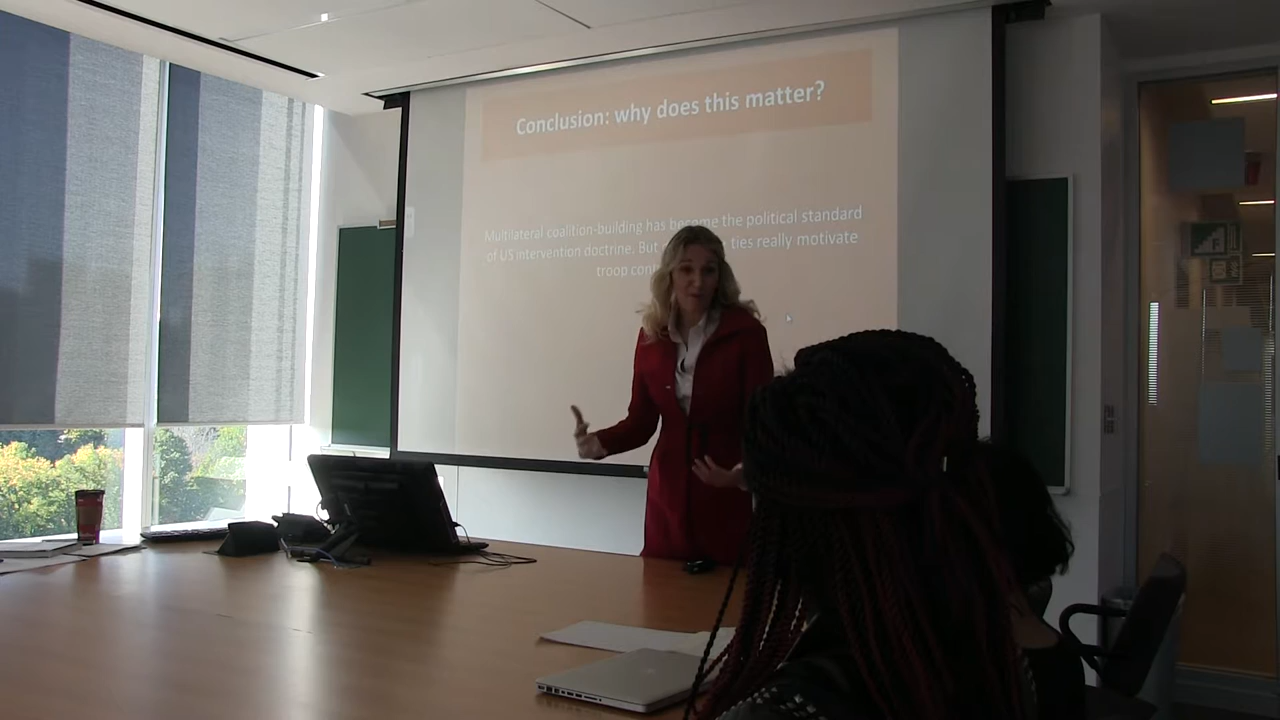 Conclusion: why does this matter?
Multilateral coalition-building has become the political standard
of US intervention doctrine. But ties really motivate
troop
F